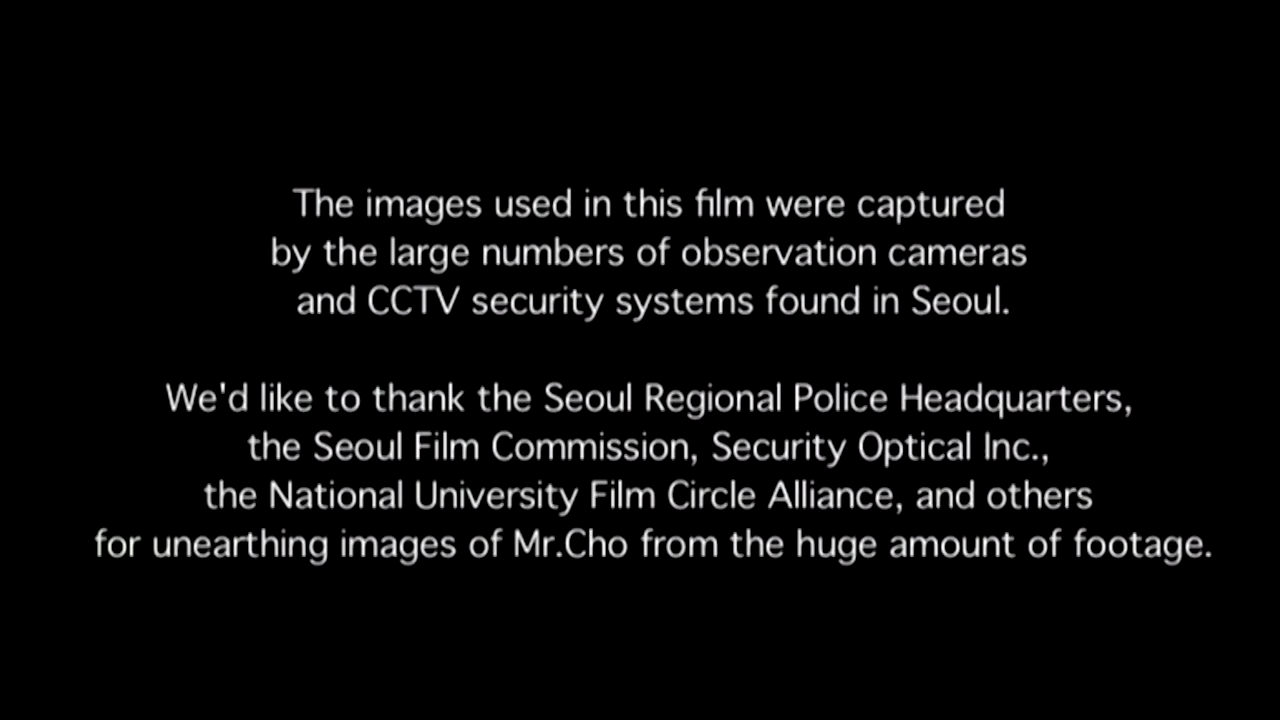 The images used in this film were captured
by the large numbers of observation cameras
and CCTV security systems found in Seoul.
We'd like to thank the Seoul Regional Police Headquarters,
the Seoul Film Commission, Security Optical Inc.,
the National University Film Circle Alliance, and others
for unearthing images of Mr.Cho from the huge amount of footage.